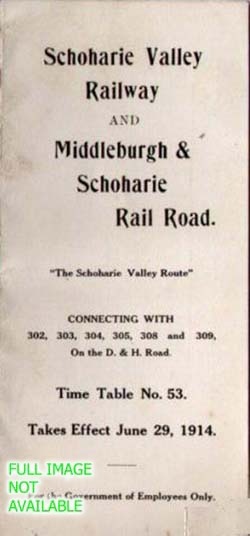 Schoharie Valley
Railway
AND
Middleburgh &
Schoharie
Rail Road.
"The Schoharie Valley Route"
CONNECTING WITH
302, 303, 304, 305, 308 and 309,
On the D. & H. Road.
Time Table No. 53.
Takes Effect June 29, 1914.
FULL IMAGE
NOT
AVAILABLE
For the Government of Employees Only.